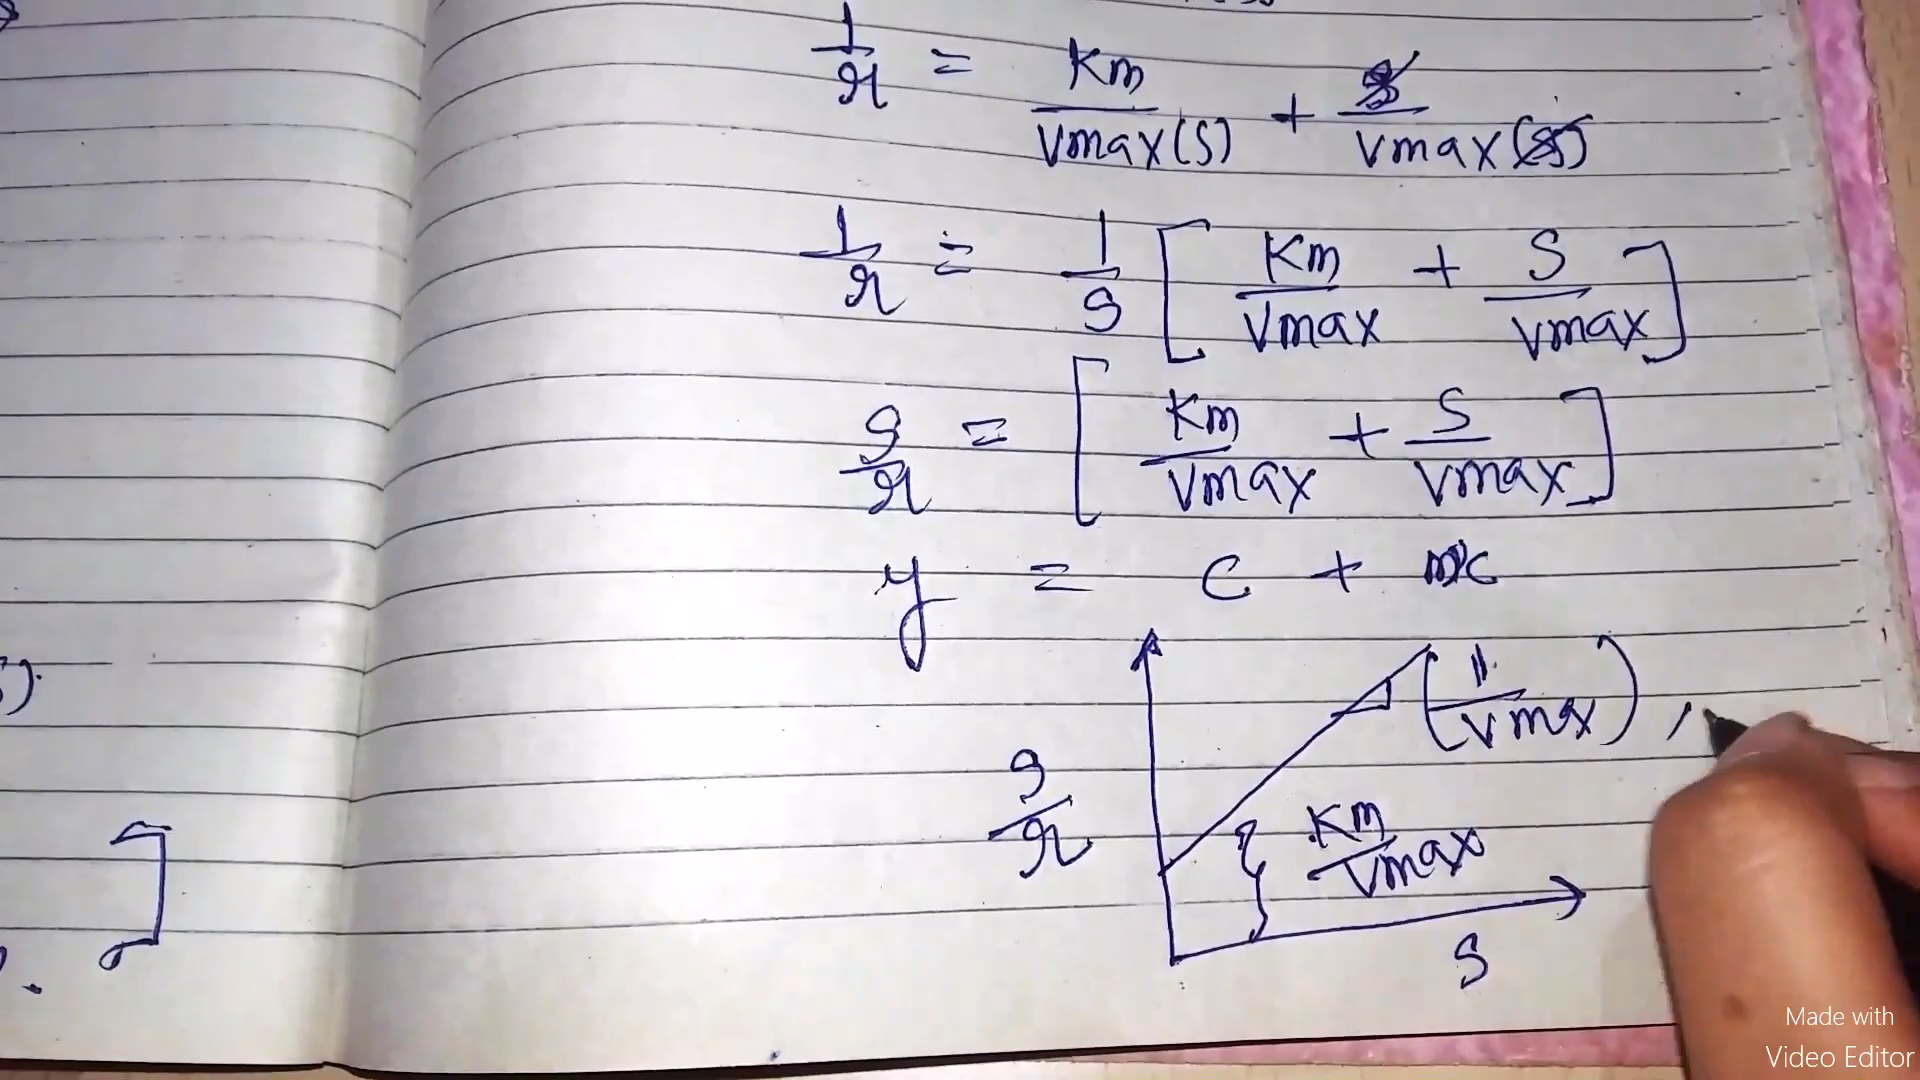 1/r = Km/Vmax(S) + S/Vmax(S)
1/r = 1/S [ Km/Vmax + S/Vmax ]
S/r = [ Km/Vmax + S/Vmax ]
y = C + mx
(1/Vmax) ,
S/r
Km/Vmax
S
Made with
Video Editor